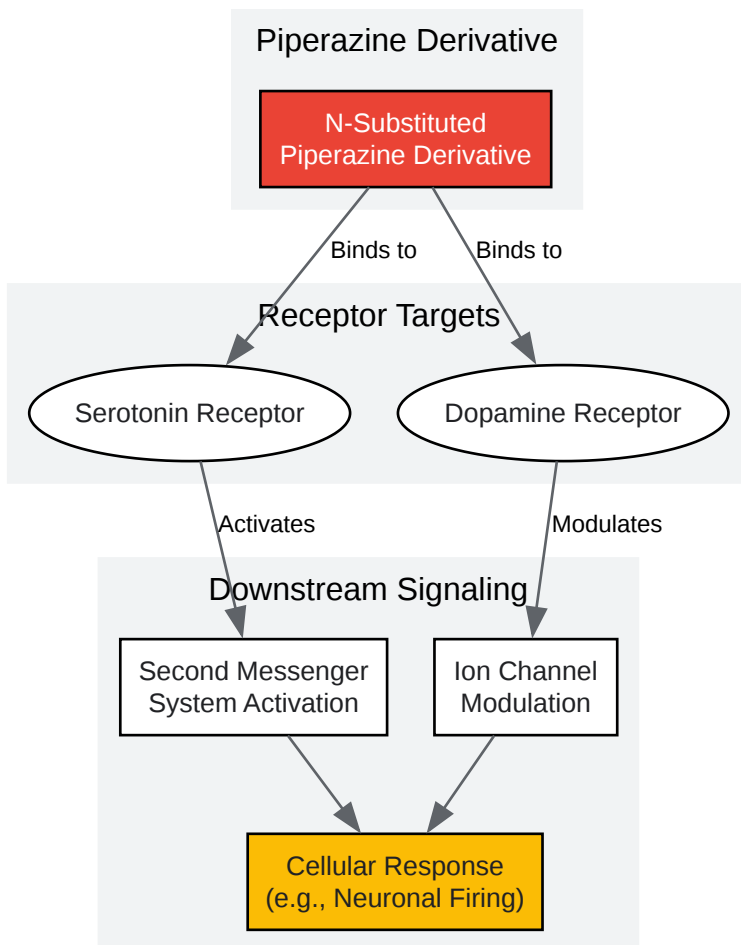 Piperazine Derivative
N-Substituted
Piperazine Derivative
Binds to
Binds to
Receptor Targets
Serotonin Receptor
Dopamine Receptor
Activates
Modulates
Downstream Signaling
Second Messenger
System Activation
Ion Channel
Modulation
Cellular Response
(e.g., Neuronal Firing)